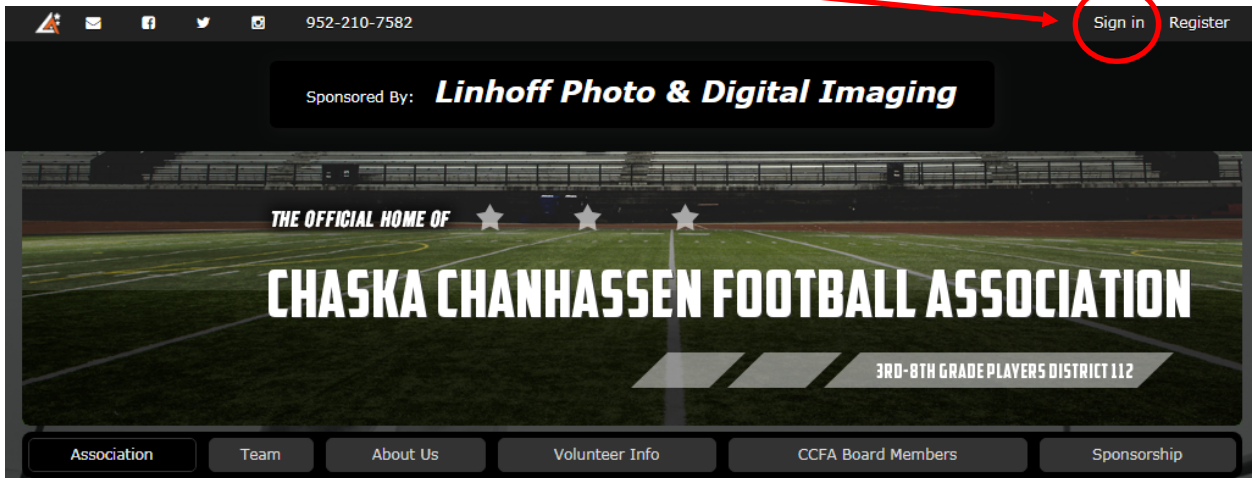 952-210-7582 Sign in Register
Sponsored By: Linhoff Photo & Digital Imaging
THE OFFICIAL HOME OF
CHASKA CHANHASSEN FOOTBALL ASSOCIATION
3RD-8TH GRADE PLAYERS DISTRICT 112
Association Team About Us Volunteer Info CCFA Board Members Sponsorship